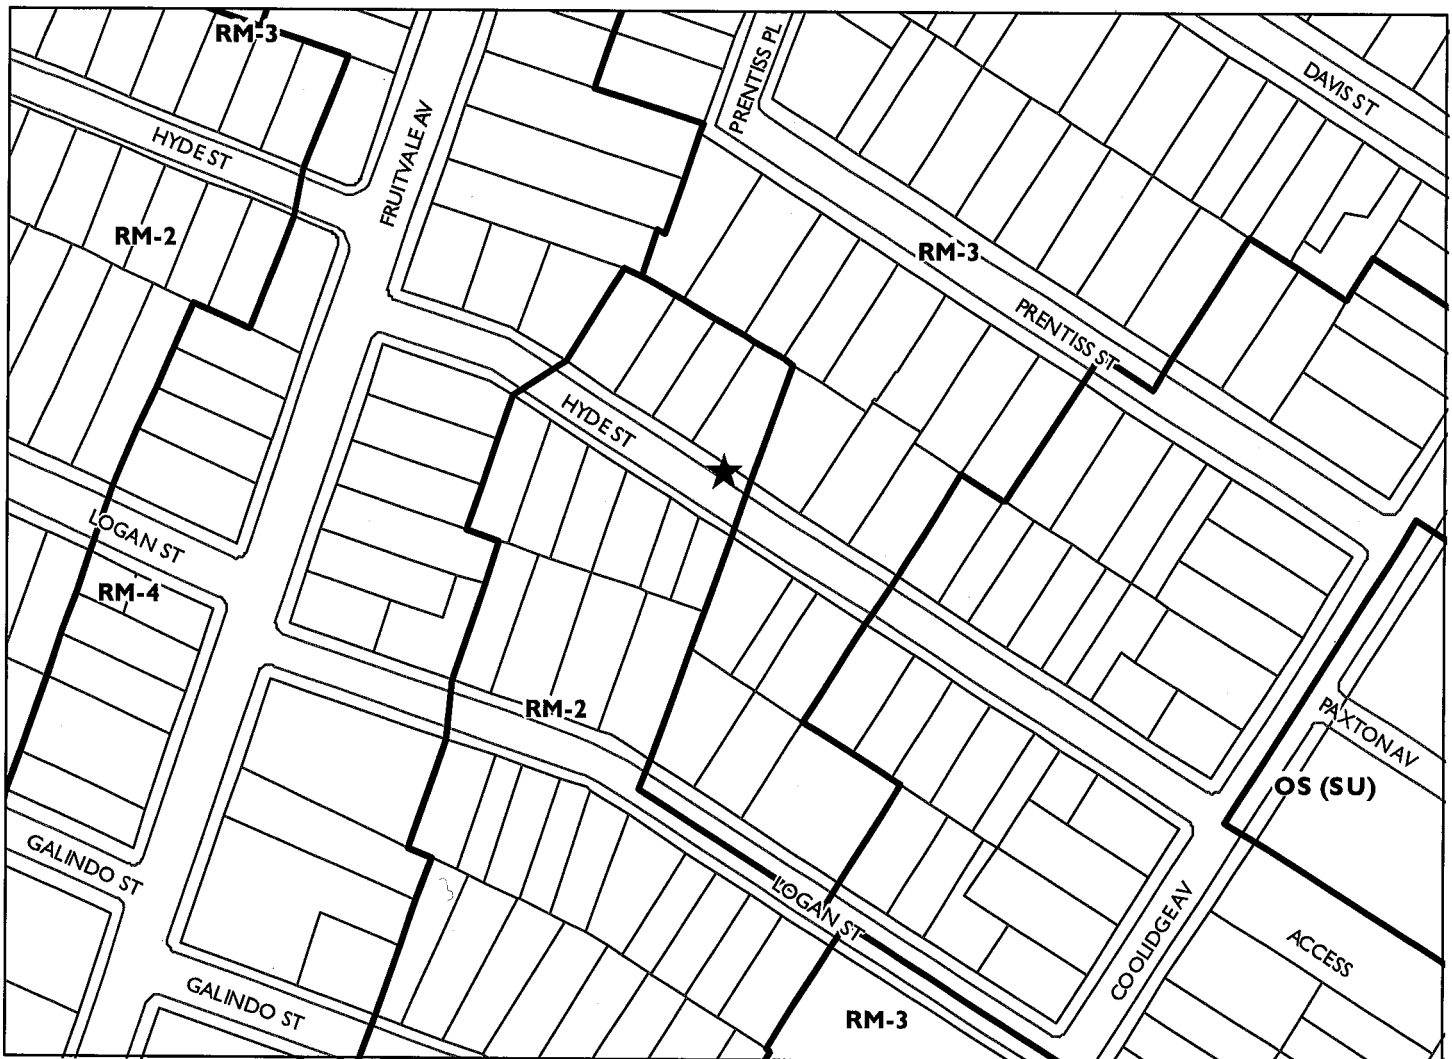 RM-3
PRENTISS PL
DAVIS ST
HYDE ST
FRUITVALE AV
RM-2
RM-3
PRENTISS ST
HYDE ST
LOGAN ST
RM-4
RM-2
PAXTON AV
OS (SU)
GALINDO ST
LOGAN ST
COOLIDGE AV
ACCESS
GALINDO ST
RM-3